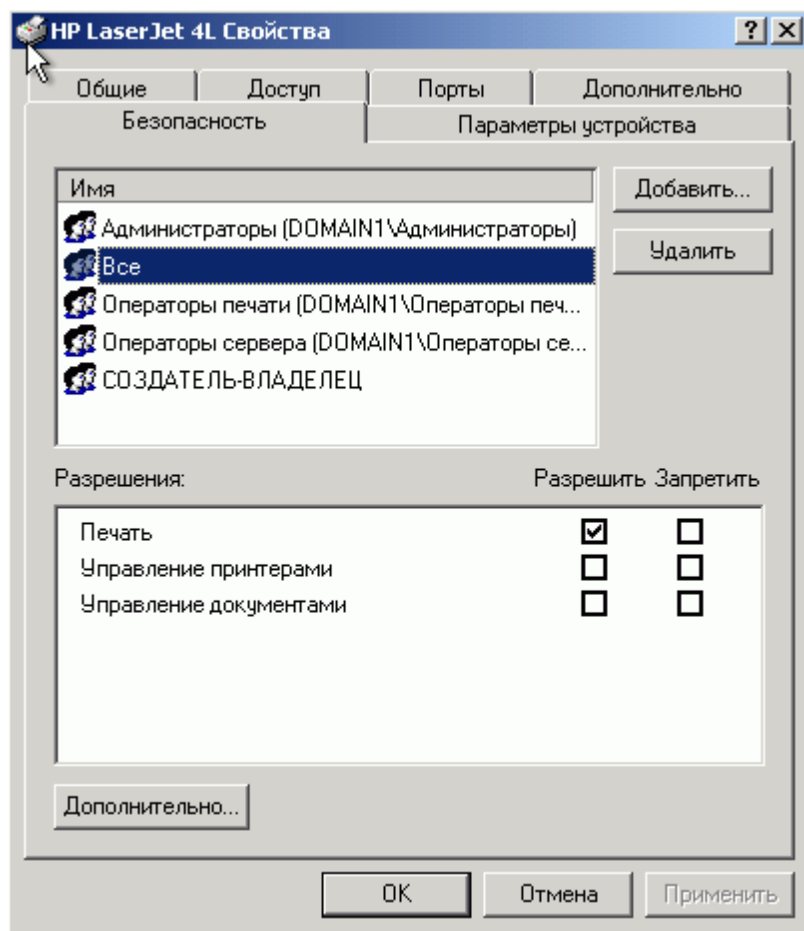 HP LaserJet 4L Свойства
Общие Доступ Порты Дополнительно
Безопасность Параметры устройства
Имя
Добавить...
Администраторы (DOMAIN1\Администраторы)
Все
Удалить
Операторы печати (DOMAIN1\Операторы печ...
Операторы сервера (DOMAIN1\Операторы се...
СОЗДАТЕЛЬ-ВЛАДЕЛЕЦ
Разрешения: Разрешить Запретить
Печать
Управление принтерами
Управление документами
Дополнительно...
OK Отмена Применить